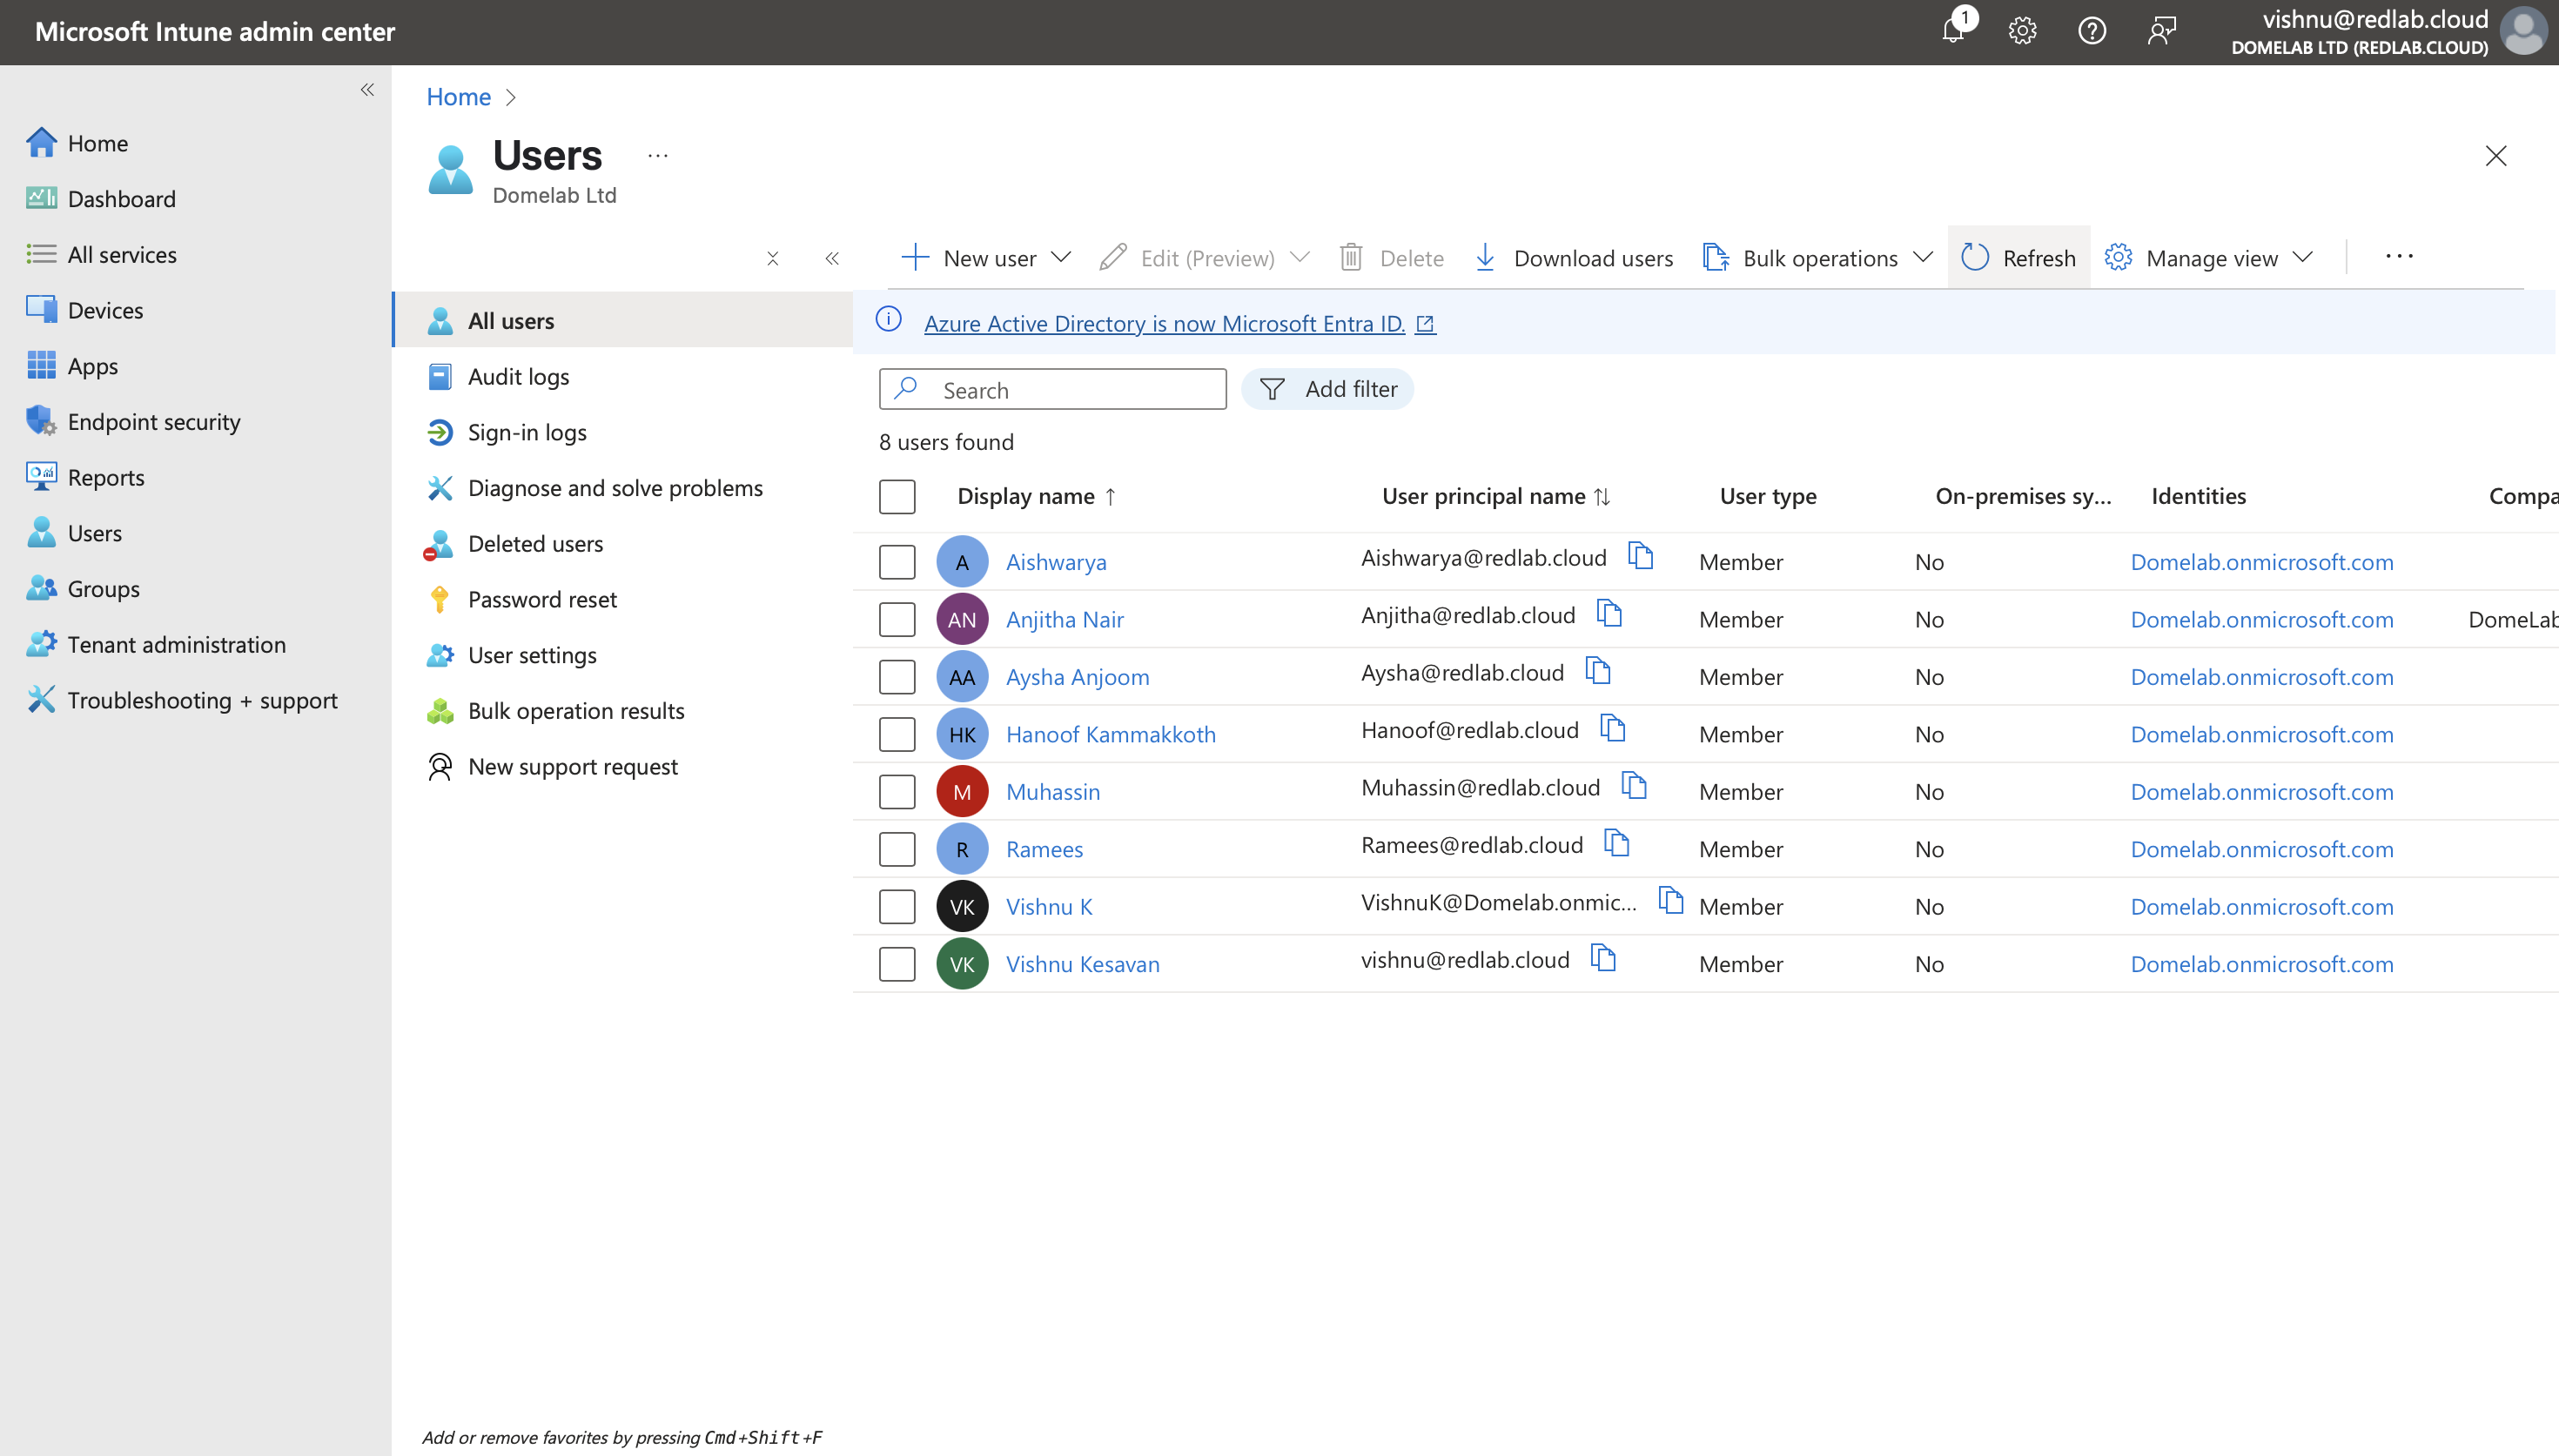 Microsoft Intune admin center
1
vishnu@redlab.cloud
DOMELAB LTD (REDLAB.CLOUD)
Home
Dashboard
All services
Devices
Apps
Endpoint security
Reports
Users
Groups
Tenant administration
Troubleshooting + support
Home
Users
Domelab Ltd
All users
Audit logs
Sign-in logs
Diagnose and solve problems
Deleted users
Password reset
User settings
Bulk operation results
New support request
New user Edit (Preview) Delete Download users Bulk operations Refresh Manage view
Azure Active Directory is now Microsoft Entra ID.
Search Add filter
8 users found
Display name ↑ User principal name ↑↓ User type On-premises sy... Identities Compa
A Aishwarya Aishwarya@redlab.cloud Member No Domelab.onmicrosoft.com
AN Anjitha Nair Anjitha@redlab.cloud Member No Domelab.onmicrosoft.com DomeLab
AA Aysha Anjoom Aysha@redlab.cloud Member No Domelab.onmicrosoft.com
HK Hanoof Kammakkoth Hanoof@redlab.cloud Member No Domelab.onmicrosoft.com
M Muhassin Muhassin@redlab.cloud Member No Domelab.onmicrosoft.com
R Ramees Ramees@redlab.cloud Member No Domelab.onmicrosoft.com
VK Vishnu K VishnuK@Domelab.onmic... Member No Domelab.onmicrosoft.com
VK Vishnu Kesavan vishnu@redlab.cloud Member No Domelab.onmicrosoft.com
Add or remove favorites by pressing Cmd+Shift+F